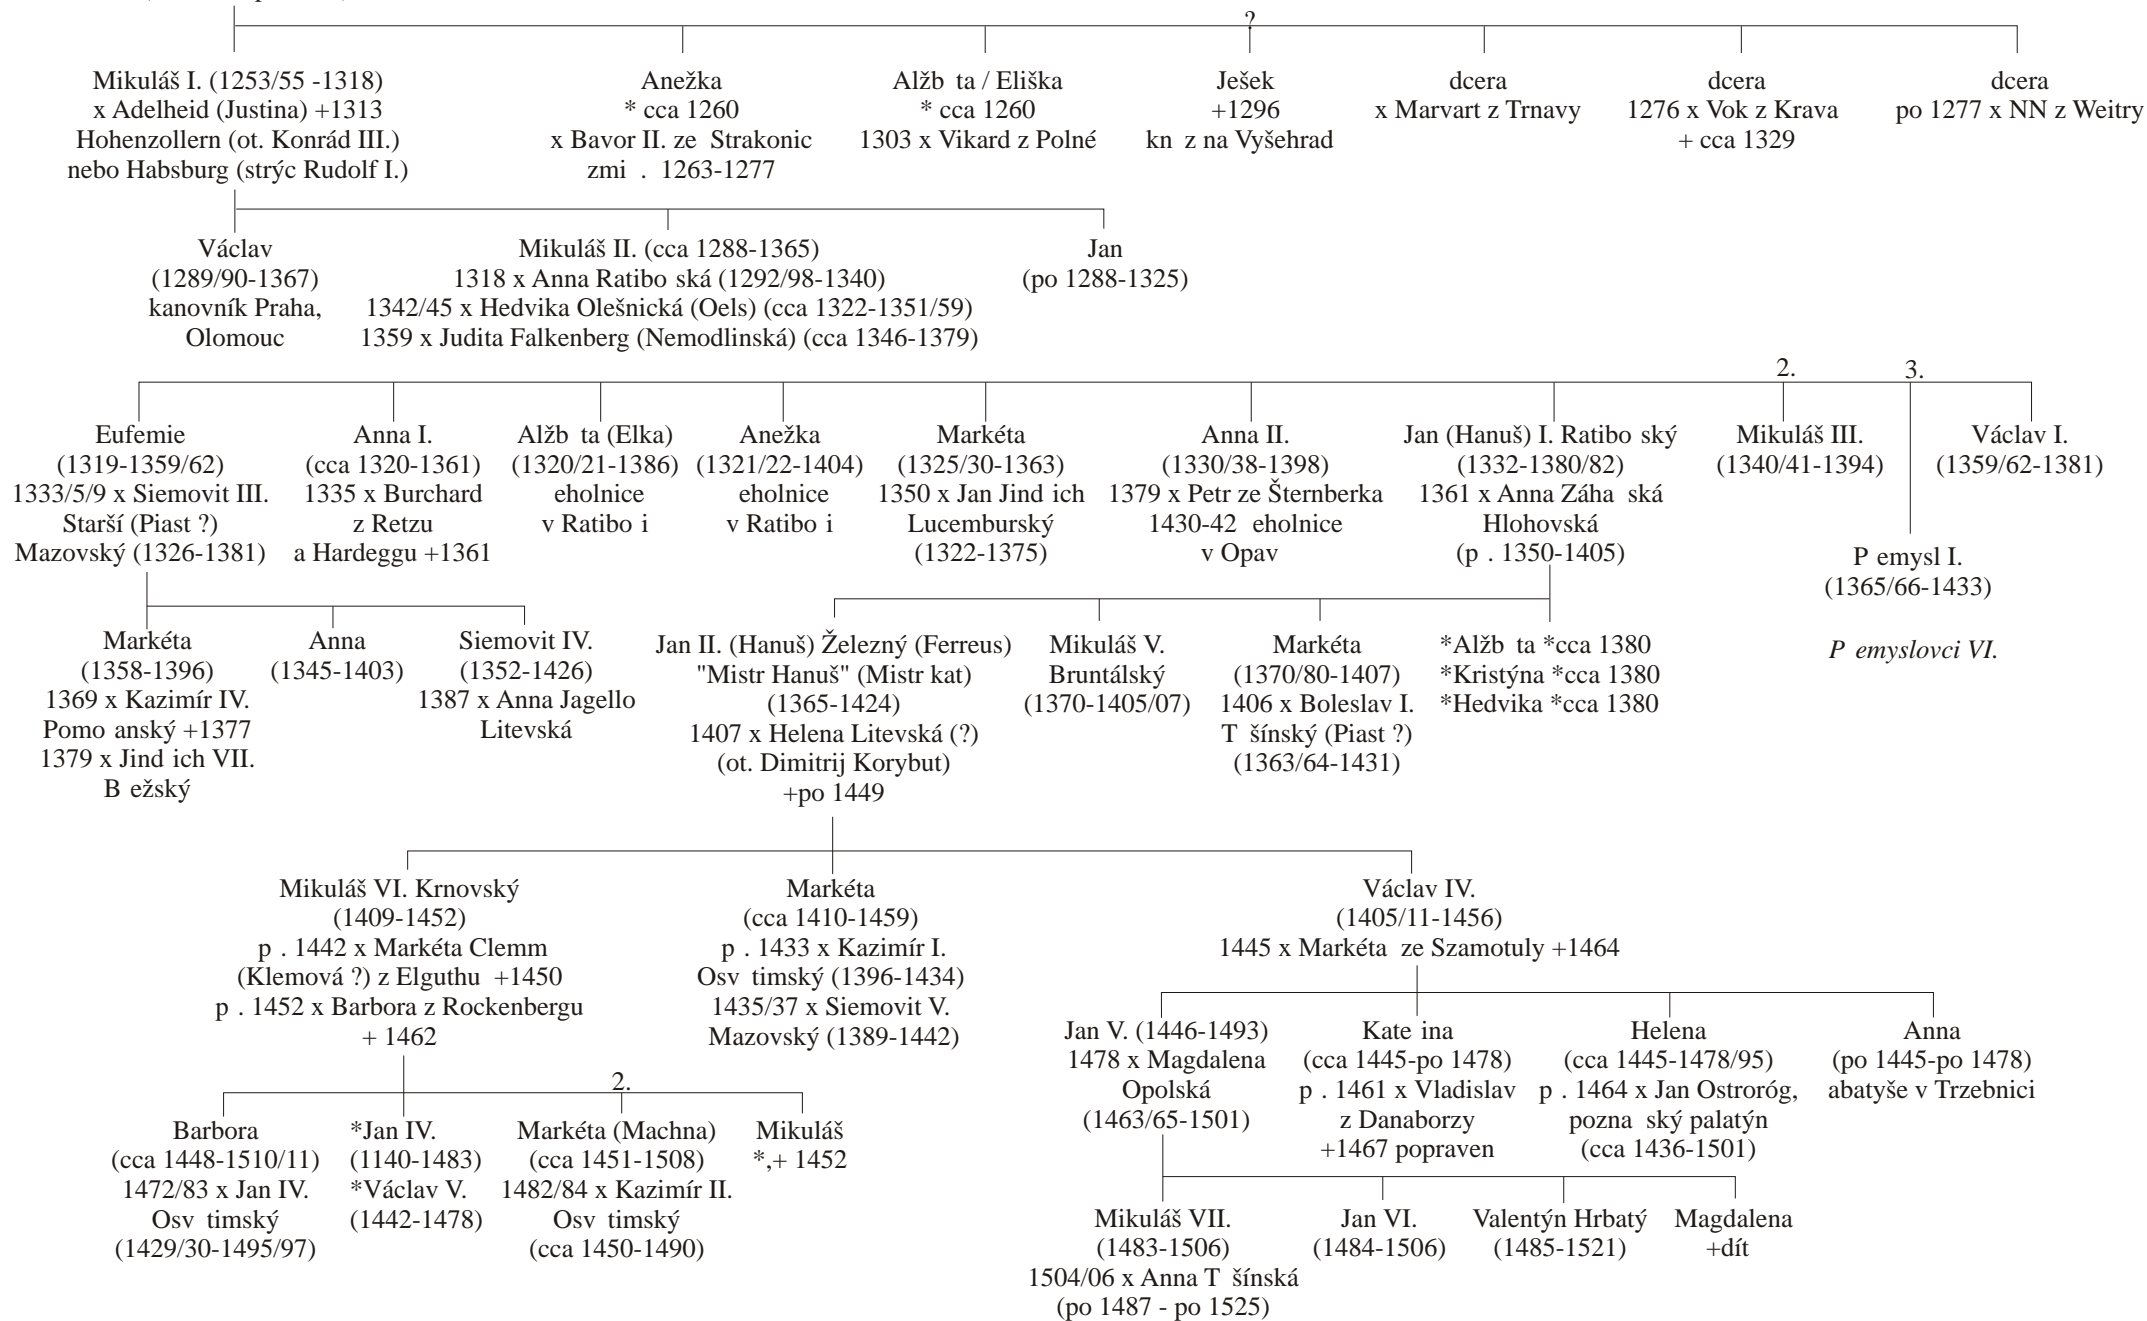 ?
Mikuláš I. (1253/55 -1318)
x Adelheid (Justina) +1313
Hohenzollern (ot. Konrád III.)
nebo Habsburg (strýc Rudolf I.)
Anežka
* cca 1260
x Bavor II. ze Strakonic
zmi . 1263-1277
Alžb ta / Eliška
* cca 1260
1303 x Vikard z Polné
Ješek
+1296
kn z na Vyšehrad
dcera
x Marvart z Trnavy
dcera
1276 x Vok z Krava
+ cca 1329
dcera
po 1277 x NN z Weitry
Václav
(1289/90-1367)
kanovník Praha,
Olomouc
Mikuláš II. (cca 1288-1365)
1318 x Anna Ratibo ská (1292/98-1340)
1342/45 x Hedvika Olešnická (Oels) (cca 1322-1351/59)
1359 x Judita Falkenberg (Nemodlinská) (cca 1346-1379)
Jan
(po 1288-1325)
2.
3.
Eufemie
(1319-1359/62)
1333/5/9 x Siemovit III.
Starší (Piast ?)
Mazovský (1326-1381)
Anna I.
(cca 1320-1361)
1335 x Burchard
z Retzu
a Hardeggu +1361
Alžb ta (Elka)
(1320/21-1386)
eholnice
v Ratibo i
Anežka
(1321/22-1404)
eholnice
v Ratibo i
Markéta
(1325/30-1363)
1350 x Jan Jind ich
Lucemburský
(1322-1375)
Anna II.
(1330/38-1398)
1379 x Petr ze Šternberka
1430-42 eholnice
v Opav
Jan (Hanuš) I. Ratibo ský
(1332-1380/82)
1361 x Anna Záha ská
Hlohovská
(p . 1350-1405)
Mikuláš III.
(1340/41-1394)
P emysl I.
(1365/66-1433)
P emyslovci VI.
Václav I.
(1359/62-1381)
Markéta
(1358-1396)
1369 x Kazimír IV.
Pomo anský +1377
1379 x Jind ich VII.
B ežský
Anna
(1345-1403)
Siemovit IV.
(1352-1426)
1387 x Anna Jagello
Litevská
Jan II. (Hanuš) Železný (Ferreus)
"Mistr Hanuš" (Mistr kat)
(1365-1424)
1407 x Helena Litevská (?)
(ot. Dimitrij Korybut)
+po 1449
Mikuláš V.
Bruntálský
(1370-1405/07)
Markéta
(1370/80-1407)
1406 x Boleslav I.
T šínský (Piast ?)
(1363/64-1431)
*Alžb ta *cca 1380
*Kristýna *cca 1380
*Hedvika *cca 1380
Mikuláš VI. Krnovský
(1409-1452)
p . 1442 x Markéta Clemm
(Klemová ?) z Elguthu +1450
p . 1452 x Barbora z Rockenbergu
+ 1462
Markéta
(cca 1410-1459)
p . 1433 x Kazimír I.
Osv timský (1396-1434)
1435/37 x Siemovit V.
Mazovský (1389-1442)
Václav IV.
(1405/11-1456)
1445 x Markéta ze Szamotuly +1464
2.
Barbora
(cca 1448-1510/11)
1472/83 x Jan IV.
Osv timský
(1429/30-1495/97)
*Jan IV.
(1140-1483)
*Václav V.
(1442-1478)
Markéta (Machna)
(cca 1451-1508)
1482/84 x Kazimír II.
Osv timský
(cca 1450-1490)
Mikuláš
*,+ 1452
Jan V. (1446-1493)
1478 x Magdalena
Opolská
(1463/65-1501)
Kate ina
(cca 1445-po 1478)
p . 1461 x Vladislav
z Danaborzy
+1467 popraven
Helena
(cca 1445-1478/95)
p . 1464 x Jan Ostroróg,
pozna ský palatýn
(cca 1436-1501)
Anna
(po 1445-po 1478)
abatyše v Trzebnici
Mikuláš VII.
(1483-1506)
1504/06 x Anna T šínská
(po 1487 - po 1525)
Jan VI.
(1484-1506)
Valentýn Hrbatý
(1485-1521)
Magdalena
+dít